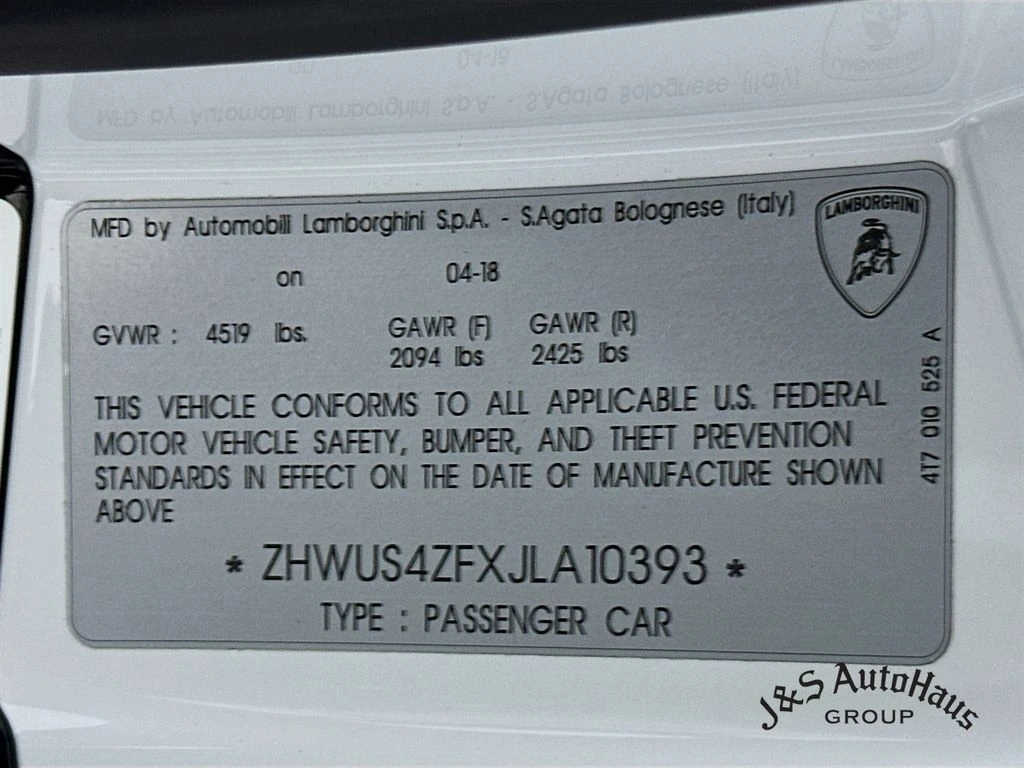 MFD by Automobili Lamborghini S.p.A. - S.Agata Bolognese (Italy)
LAMBORGHINI
on 04-18
GVWR : 4519 lbs. GAWR (F) GAWR (R)
2094 lbs 2425 lbs
THIS VEHICLE CONFORMS TO ALL APPLICABLE U.S. FEDERAL
MOTOR VEHICLE SAFETY, BUMPER, AND THEFT PREVENTION
STANDARDS IN EFFECT ON THE DATE OF MANUFACTURE SHOWN
ABOVE
4T7 010 525 A
* ZHWUS4ZFXJLA10393 *
TYPE : PASSENGER CAR
J&S AutoHaus
GROUP